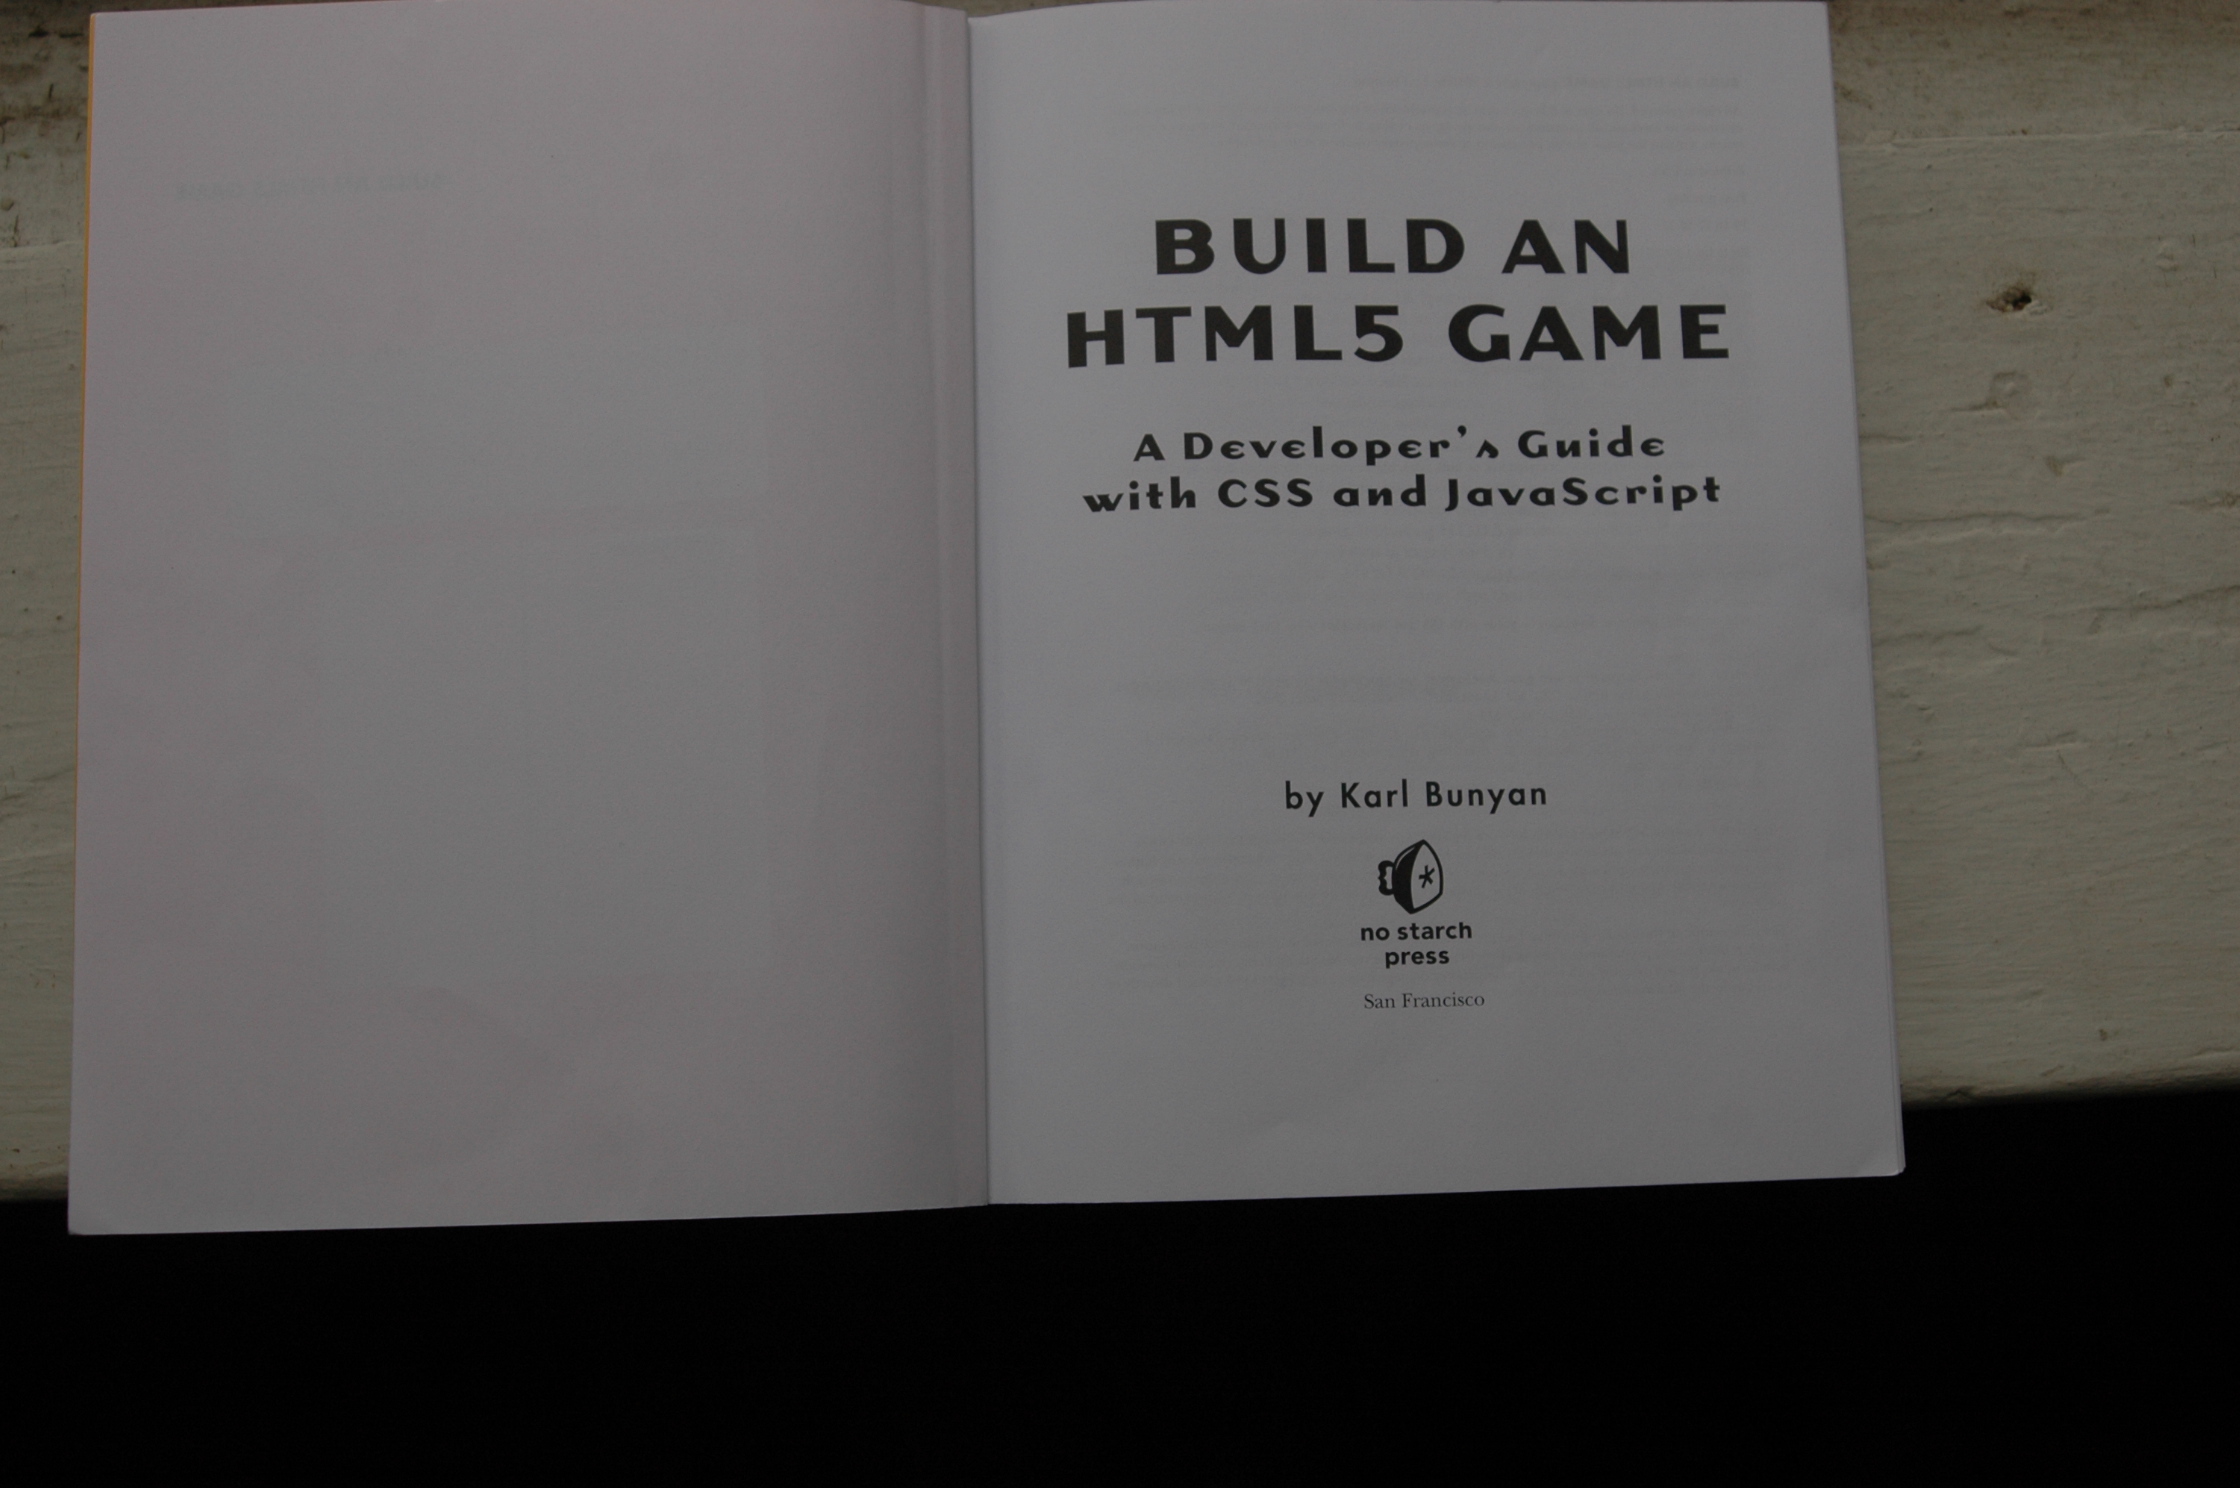 BUILD AN
HTML5 GAME
A Developer's Guide
with CSS and JavaScript
by Karl Bunyan
no starch
press
San Francisco